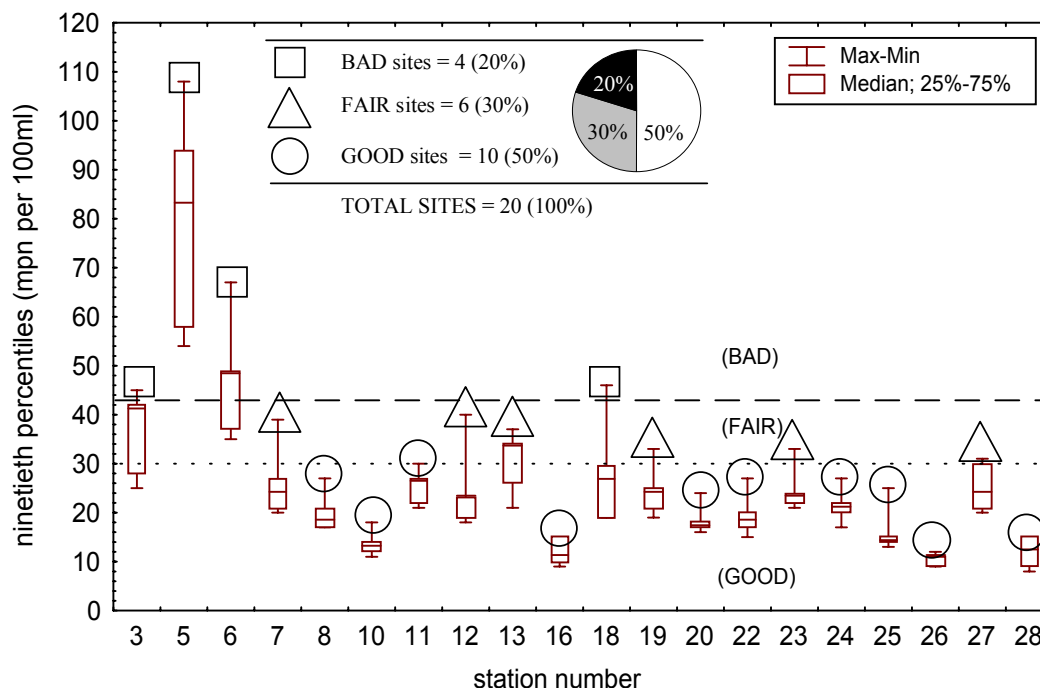 120
110
100
90
80
70
60
50
40
30
20
10
0
ninetieth percentiles (mpn per 100ml)
BAD sites = 4 (20%)
FAIR sites = 6 (30%)
GOOD sites = 10 (50%)
TOTAL SITES = 20 (100%)
20%
30%
50%
Max-Min
Median; 25%-75%
(BAD)
(FAIR)
(GOOD)
3 5 6 7 8 10 11 12 13 16 18 19 20 22 23 24 25 26 27 28
station number